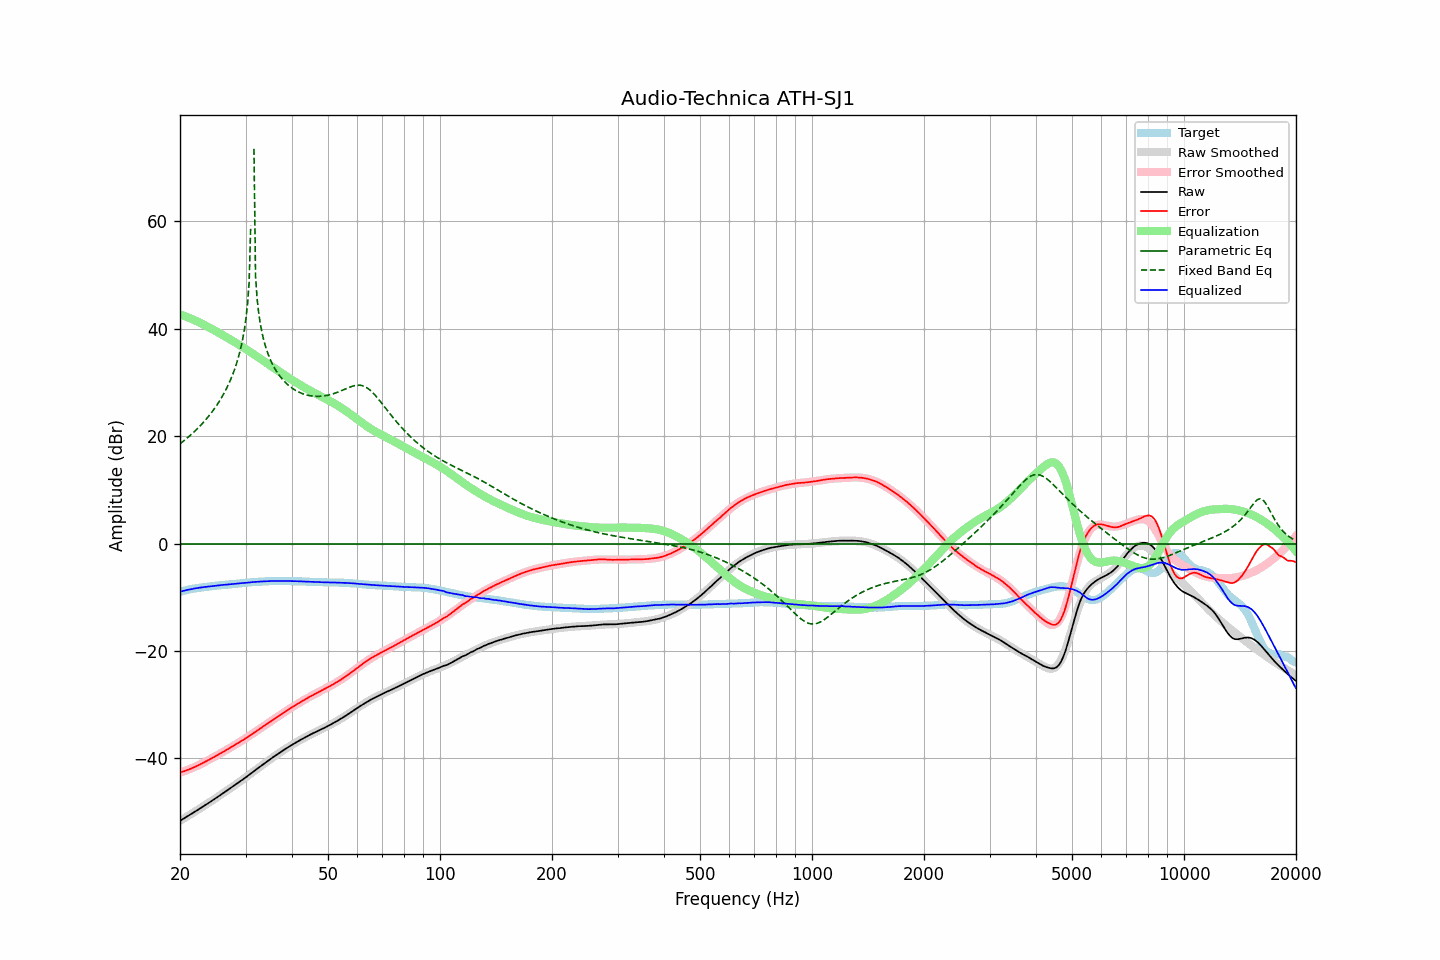 Audio-Technica ATH-SJ1
Target
Raw Smoothed
Error Smoothed
Raw
Error
Equalization
Parametric Eq
Fixed Band Eq
Equalized
Amplitude (dBr)
60
40
20
0
−20
−40
20 50 100 200 500 1000 2000 5000 10000 20000
Frequency (Hz)